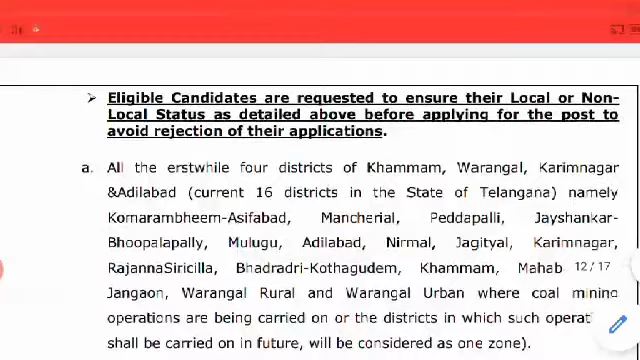 ➢ Eligible Candidates are requested to ensure their Local or Non-
Local Status as detailed above before applying for the post to
avoid rejection of their applications.
a. All the erstwhile four districts of Khammam, Warangal, Karimnagar
&Adilabad (current 16 districts in the State of Telangana) namely
Komarambheem-Asifabad, Mancherial, Peddapalli, Jayshankar-
Bhoopalapally, Mulugu, Adilabad, Nirmal, Jagityal, Karimnagar,
RajannaSiricilla, Bhadradri-Kothagudem, Khammam, Mahab 12/17
Jangaon, Warangal Rural and Warangal Urban where coal mining
operations are being carried on or the districts in which such operat
shall be carried on in future, will be considered as one zone).